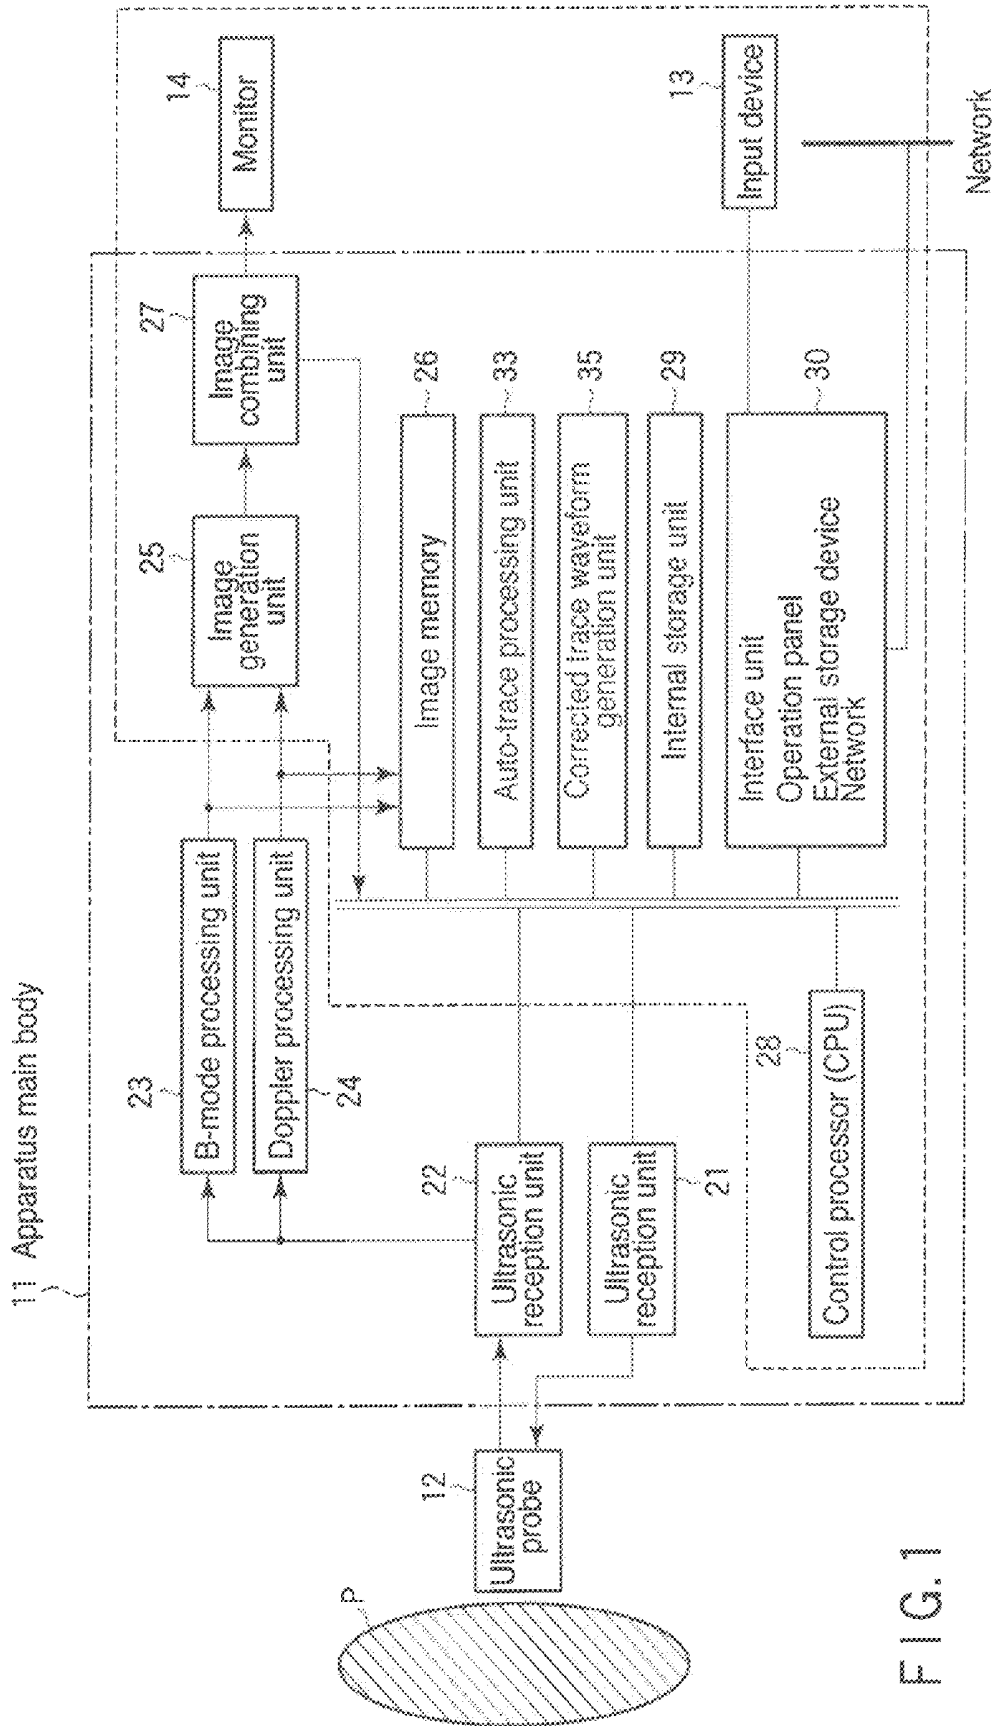 11 Apparatus main body
23
B-mode processing unit
Doppler processing unit
24
25
Image
generation
unit
27
Image
combining
unit
14
Monitor
P
12
Ultrasonic
probe
22
Ultrasonic
reception unit
Ultrasonic
reception unit
21
28
Control processor (CPU)
Image memory
26
Auto-trace processing unit
33
Corrected trace waveform
generation unit
35
Internal storage unit
29
Interface unit
Operation panel
External storage device
Network
30
13
Input device
Network
FIG. 1